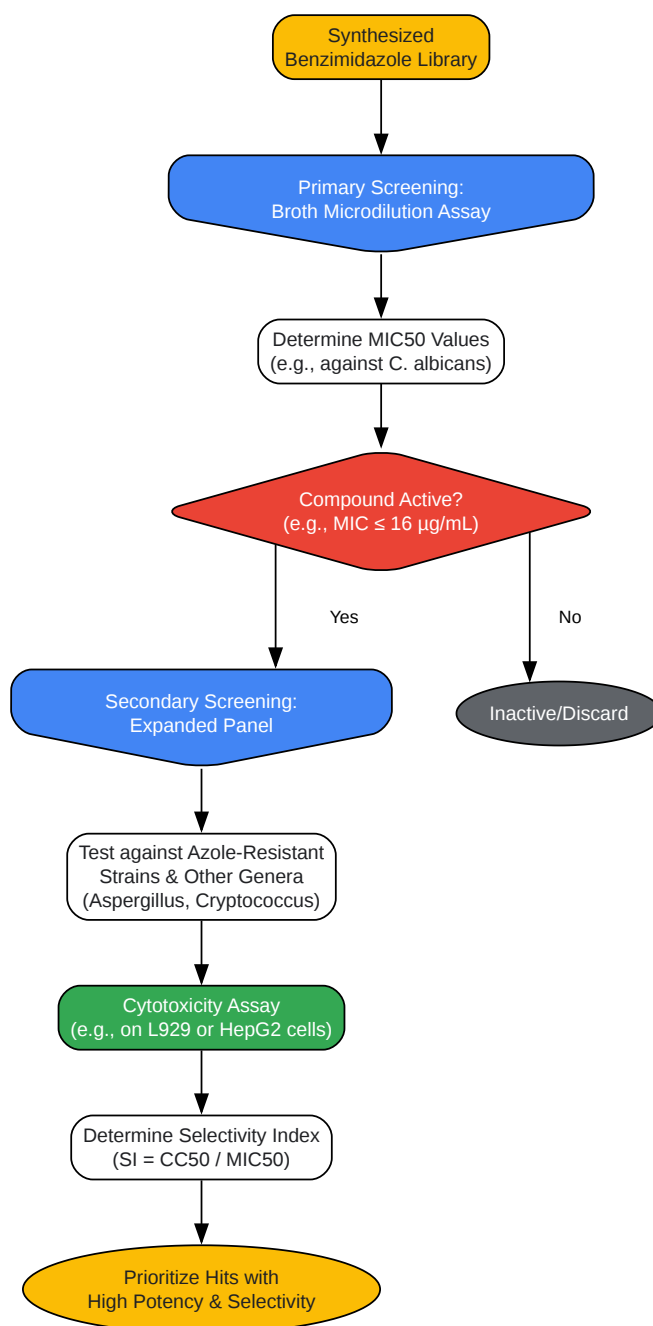 Synthesized
Benzimidazole Library
Primary Screening:
Broth Microdilution Assay
Determine MIC50 Values
(e.g., against C. albicans)
Compound Active?
(e.g., MIC ≤ 16 µg/mL)
Yes
No
Secondary Screening:
Expanded Panel
Inactive/Discard
Test against Azole-Resistant
Strains & Other Genera
(Aspergillus, Cryptococcus)
Cytotoxicity Assay
(e.g., on L929 or HepG2 cells)
Determine Selectivity Index
(SI = CC50 / MIC50)
Prioritize Hits with
High Potency & Selectivity